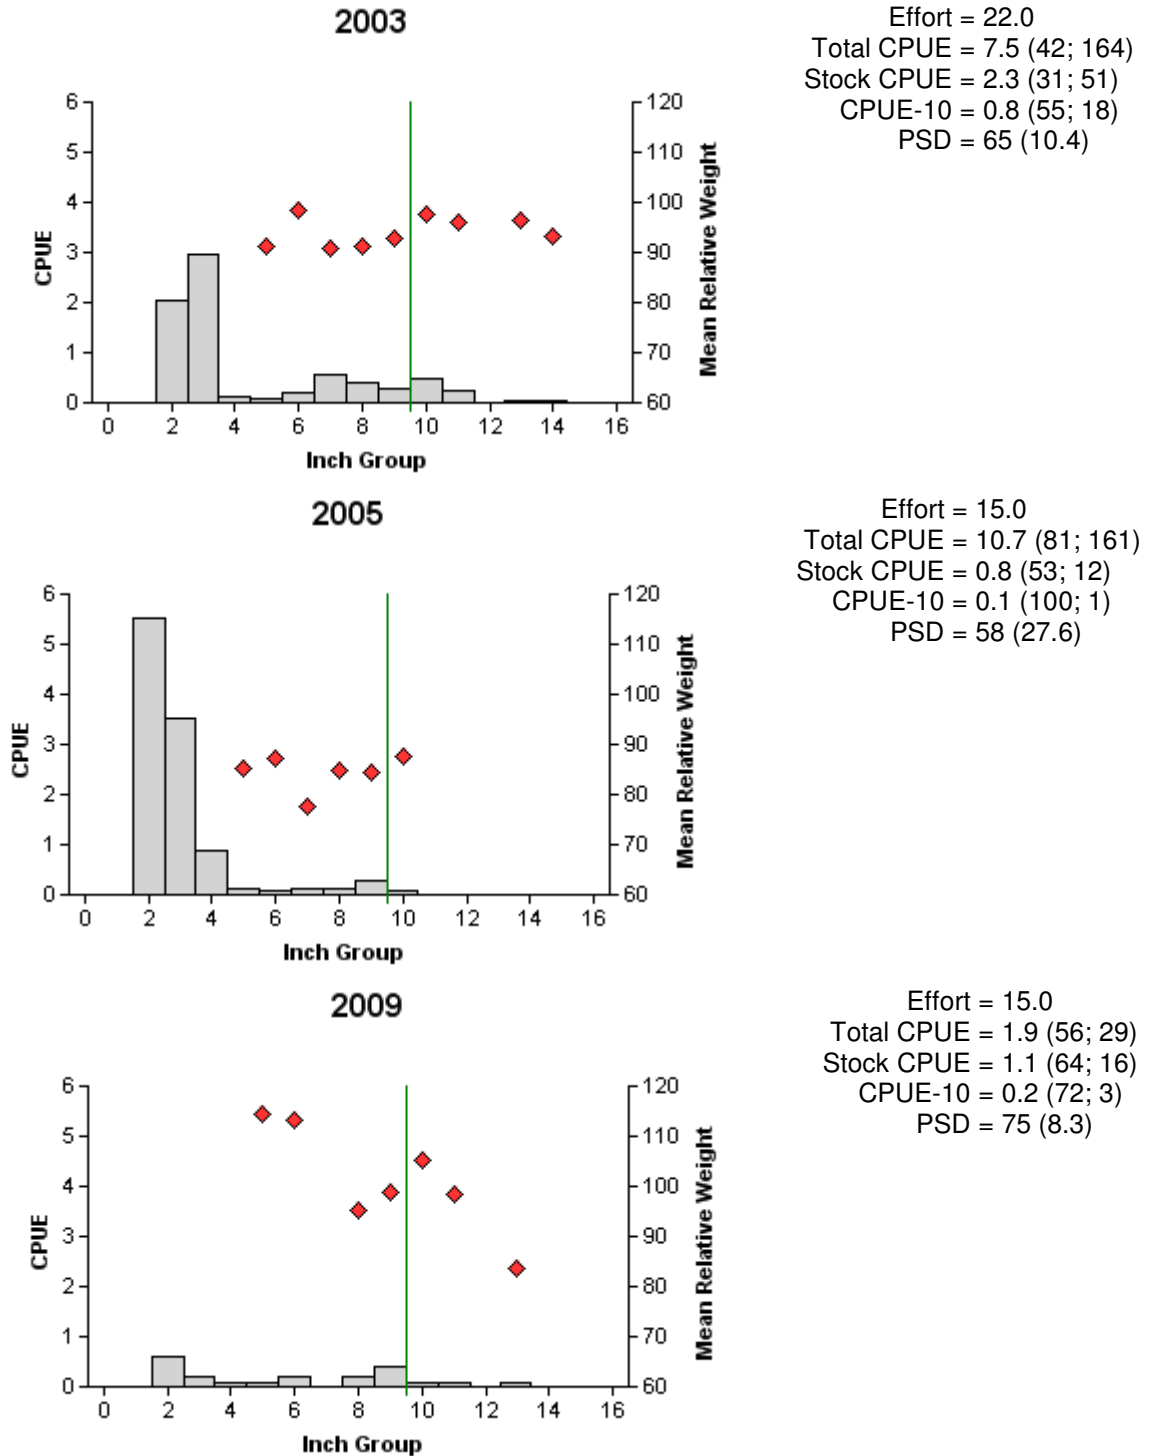 2003
Effort = 22.0
Total CPUE = 7.5 (42; 164)
Stock CPUE = 2.3 (31; 51)
CPUE-10 = 0.8 (55; 18)
PSD = 65 (10.4)
6 120
5 110
4 100
3 90
2 80
1 70
0 60
CPUE
Mean Relative Weight
0 2 4 6 8 10 12 14 16
Inch Group
2005
Effort = 15.0
Total CPUE = 10.7 (81; 161)
Stock CPUE = 0.8 (53; 12)
CPUE-10 = 0.1 (100; 1)
PSD = 58 (27.6)
6 120
5 110
4 100
3 90
2 80
1 70
0 60
CPUE
Mean Relative Weight
0 2 4 6 8 10 12 14 16
Inch Group
2009
Effort = 15.0
Total CPUE = 1.9 (56; 29)
Stock CPUE = 1.1 (64; 16)
CPUE-10 = 0.2 (72; 3)
PSD = 75 (8.3)
6 120
5 110
4 100
3 90
2 80
1 70
0 60
CPUE
Mean Relative Weight
0 2 4 6 8 10 12 14 16
Inch Group